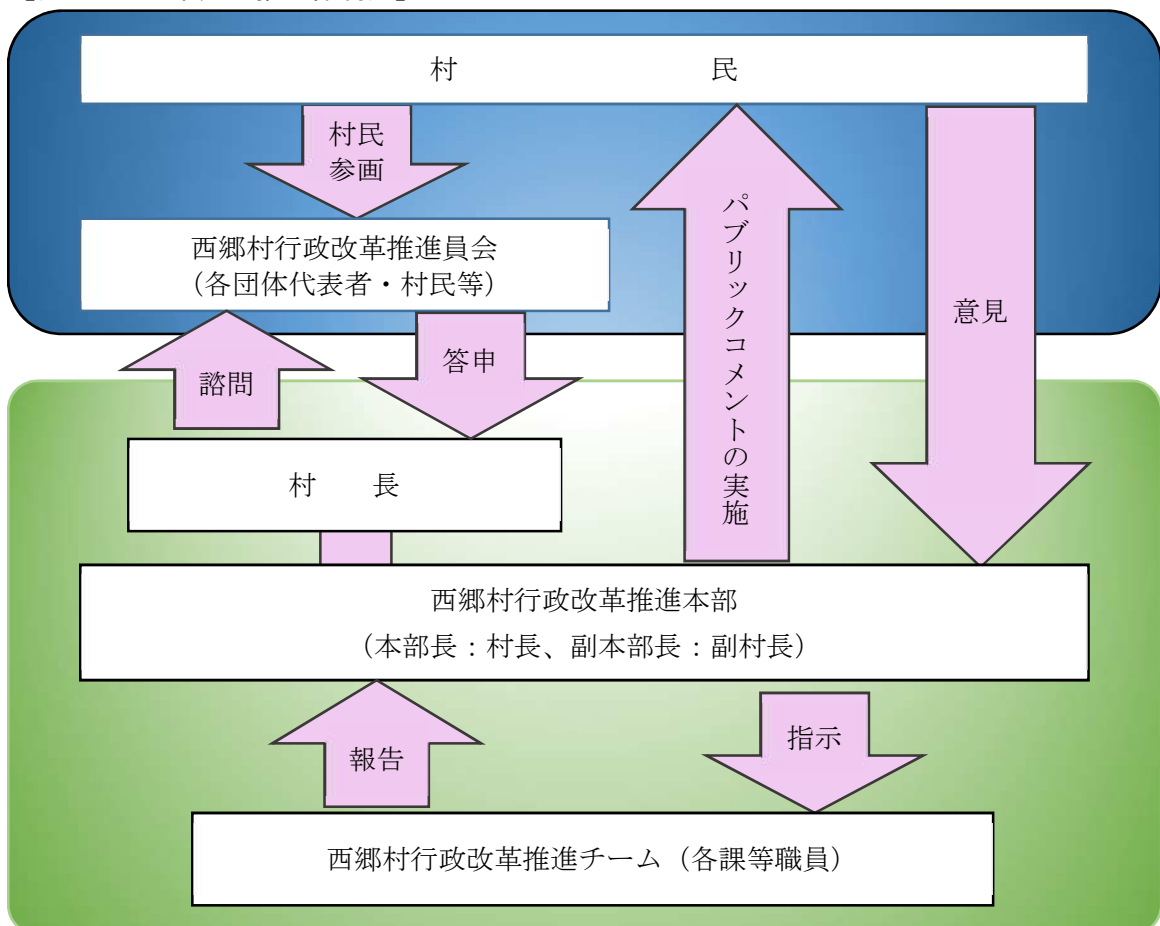 村　民
村民
参画
西郷村行政改革推進員会
（各団体代表者・村民等）
諮問
答申
パブリックコメントの実施
意見
村　長
西郷村行政改革推進本部
（本部長：村長、副本部長：副村長）
報告
指示
西郷村行政改革推進チーム（各課等職員）